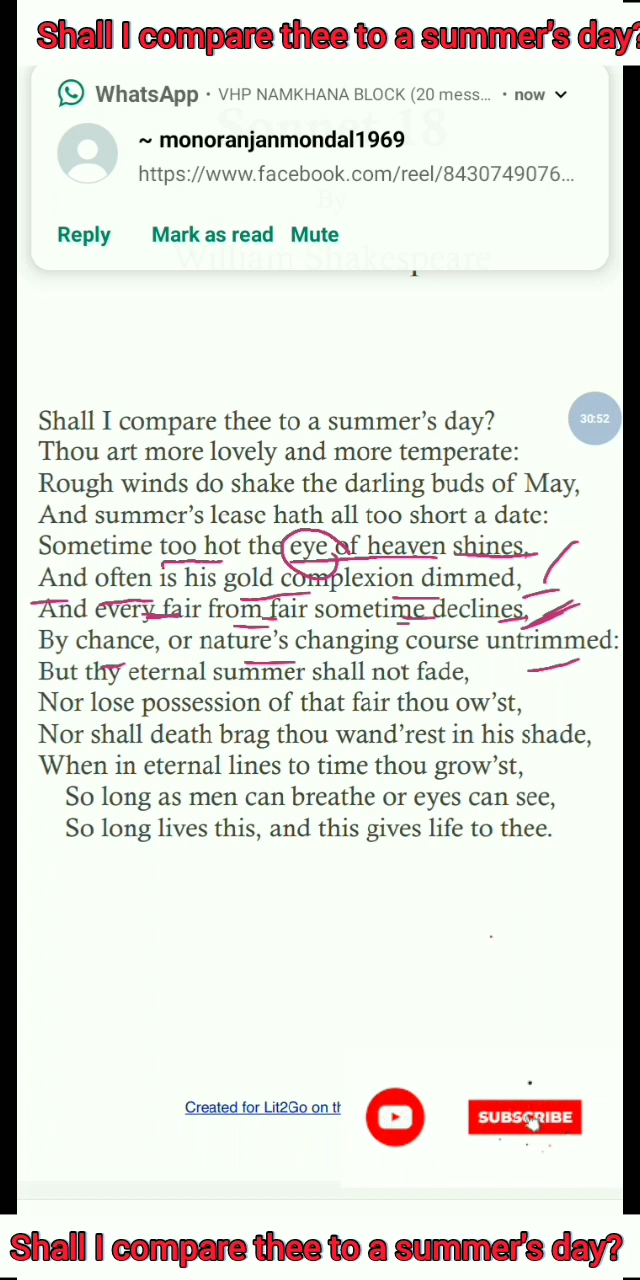 Shall I compare thee to a summer's day?
WhatsApp · VHP NAMKHANA BLOCK (20 mess... · now
Sonnet 18
~ monoranjanmondal1969
https://www.facebook.com/reel/8430749076...
By
Reply Mark as read Mute
William Shakespeare
Shall I compare thee to a summer's day?
30:52
Thou art more lovely and more temperate:
Rough winds do shake the darling buds of May,
And summer's lease hath all too short a date:
Sometime too hot the eye of heaven shines,
And often is his gold complexion dimmed,
And every fair from fair sometime declines,
By chance, or nature's changing course untrimmed:
But thy eternal summer shall not fade,
Nor lose possession of that fair thou ow'st,
Nor shall death brag thou wand'rest in his shade,
When in eternal lines to time thou grow'st,
So long as men can breathe or eyes can see,
So long lives this, and this gives life to thee.
Created for Lit2Go on th
SUBSCRIBE
Shall I compare thee to a summer's day?